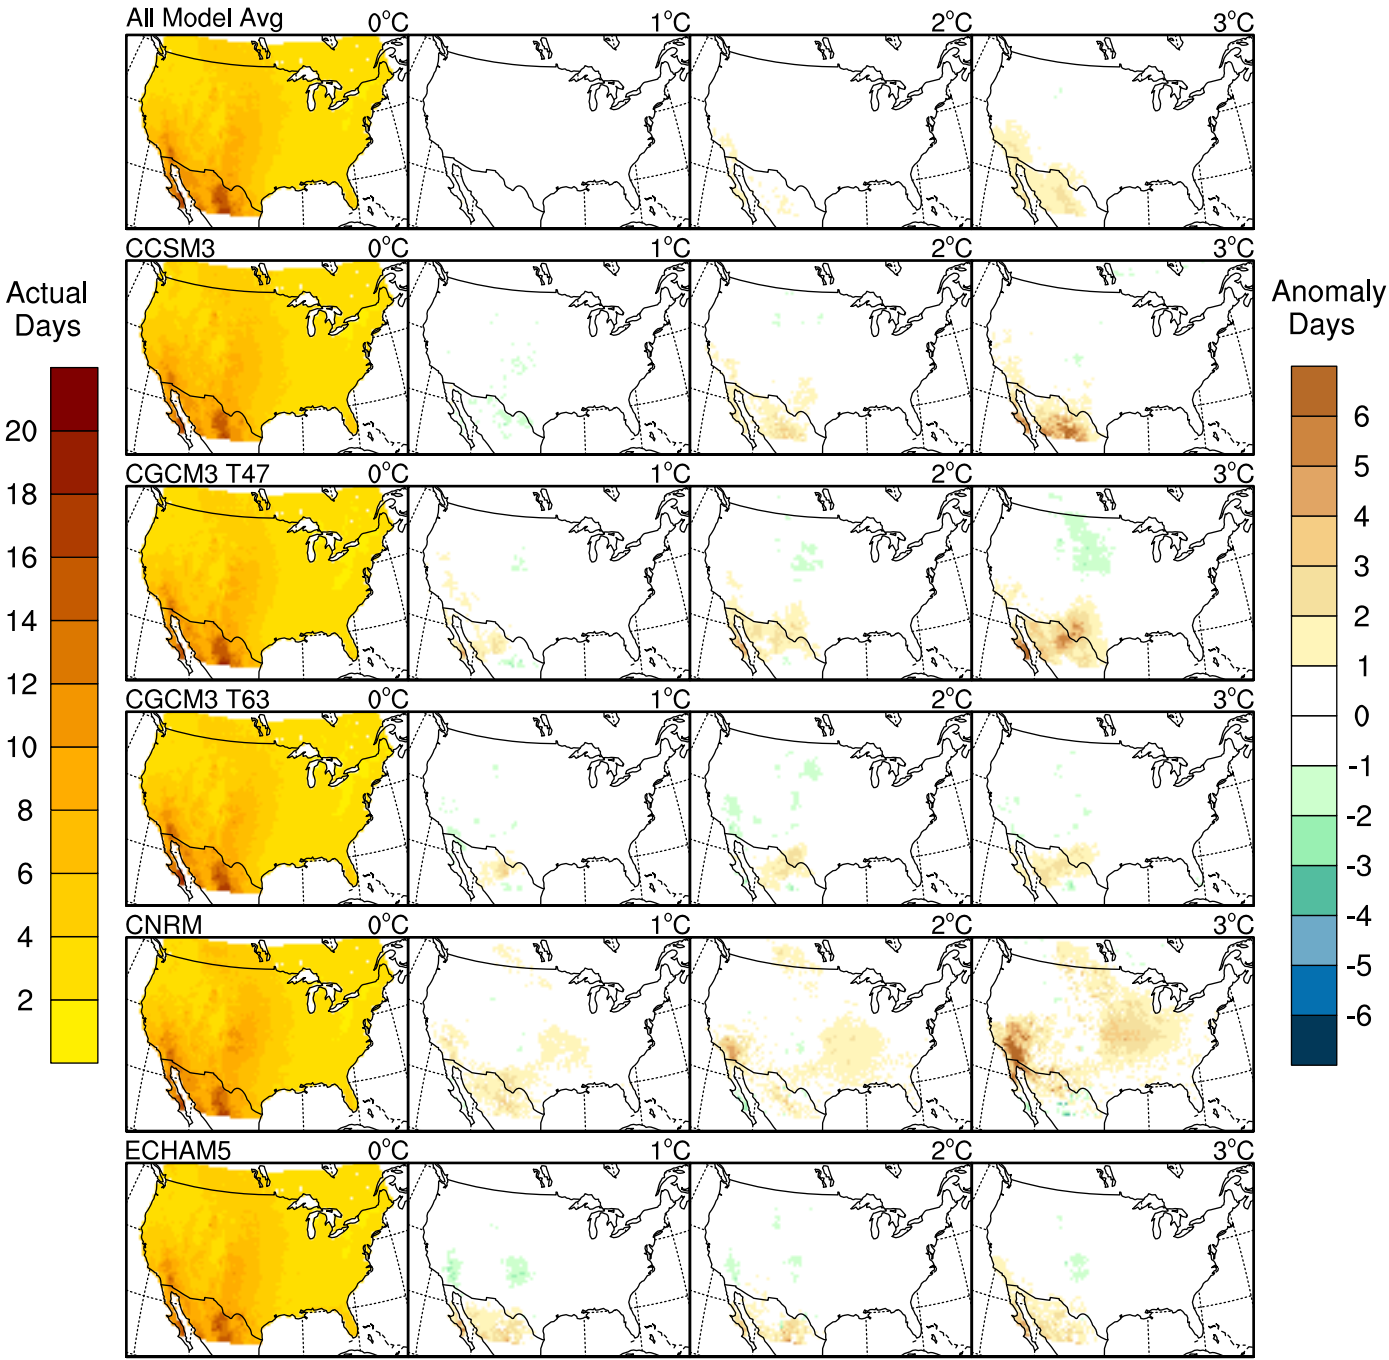 All Model Avg 0°C 1°C 2°C 3°C
CCSM3 0°C 1°C 2°C 3°C
Actual
Days
20
18
16
14
12
10
8
6
4
2
Anomaly
Days
6
5
4
3
2
1
0
-1
-2
-3
-4
-5
-6
CGCM3 T47 0°C 1°C 2°C 3°C
CGCM3 T63 0°C 1°C 2°C 3°C
CNRM 0°C 1°C 2°C 3°C
ECHAM5 0°C 1°C 2°C 3°C